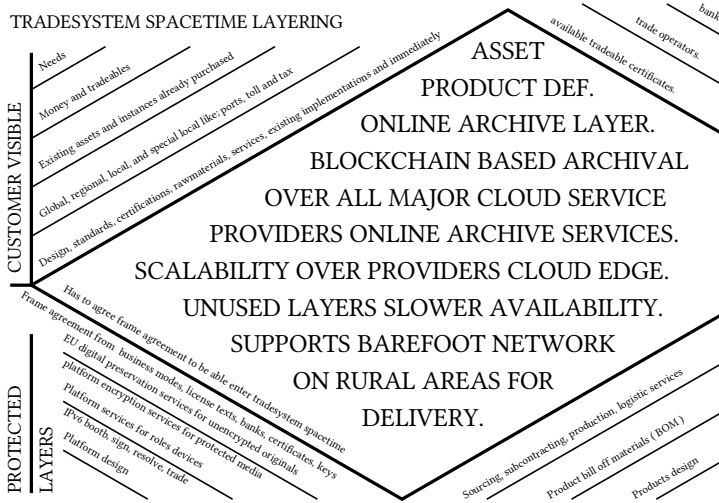 TRADESYSTEM SPACETIME LAYERING
CUSTOMER VISIBLE
Needs
Money and tradeables
Existing assets and instances already purchased
Global, regional, local, and special local like; ports, toll and tax
Design, standards, certifications, rawmaterials, services, existing implementations and immediately
available tradeable certificates.
trade operators.
bank
ASSET
PRODUCT DEF.
ONLINE ARCHIVE LAYER.
BLOCKCHAIN BASED ARCHIVAL
OVER ALL MAJOR CLOUD SERVICE
PROVIDERS ONLINE ARCHIVE SERVICES.
SCALABILITY OVER PROVIDERS CLOUD EDGE.
UNUSED LAYERS SLOWER AVAILABILITY.
SUPPORTS BAREFOOT NETWORK
ON RURAL AREAS FOR
DELIVERY.
PROTECTED
LAYERS
Has to agree frame agreement to be able enter tradesystem spacetime
Frame agreement from business modes, license texts, banks, certificates, keys
EU digital preservation services for unencrypted originals
platform encryption services for protected media
Platform services for roles devices
IPv6 booth, sign, resolve, trade
Platform design
Sourcing, subcontracting, production, logistic services
Product bill off materials ( BOM )
Products design